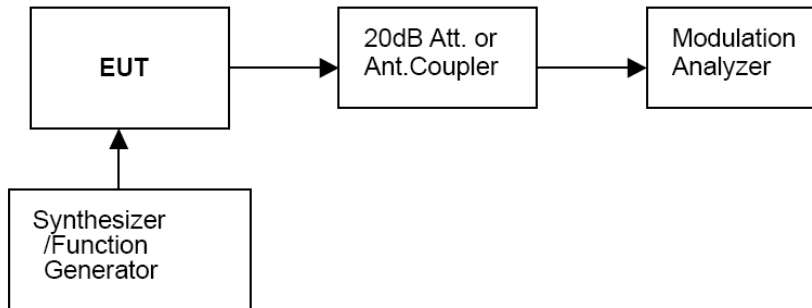 EUT
20dB Att. or
Ant.Coupler
Modulation
Analyzer
Synthesizer
/Function
Generator